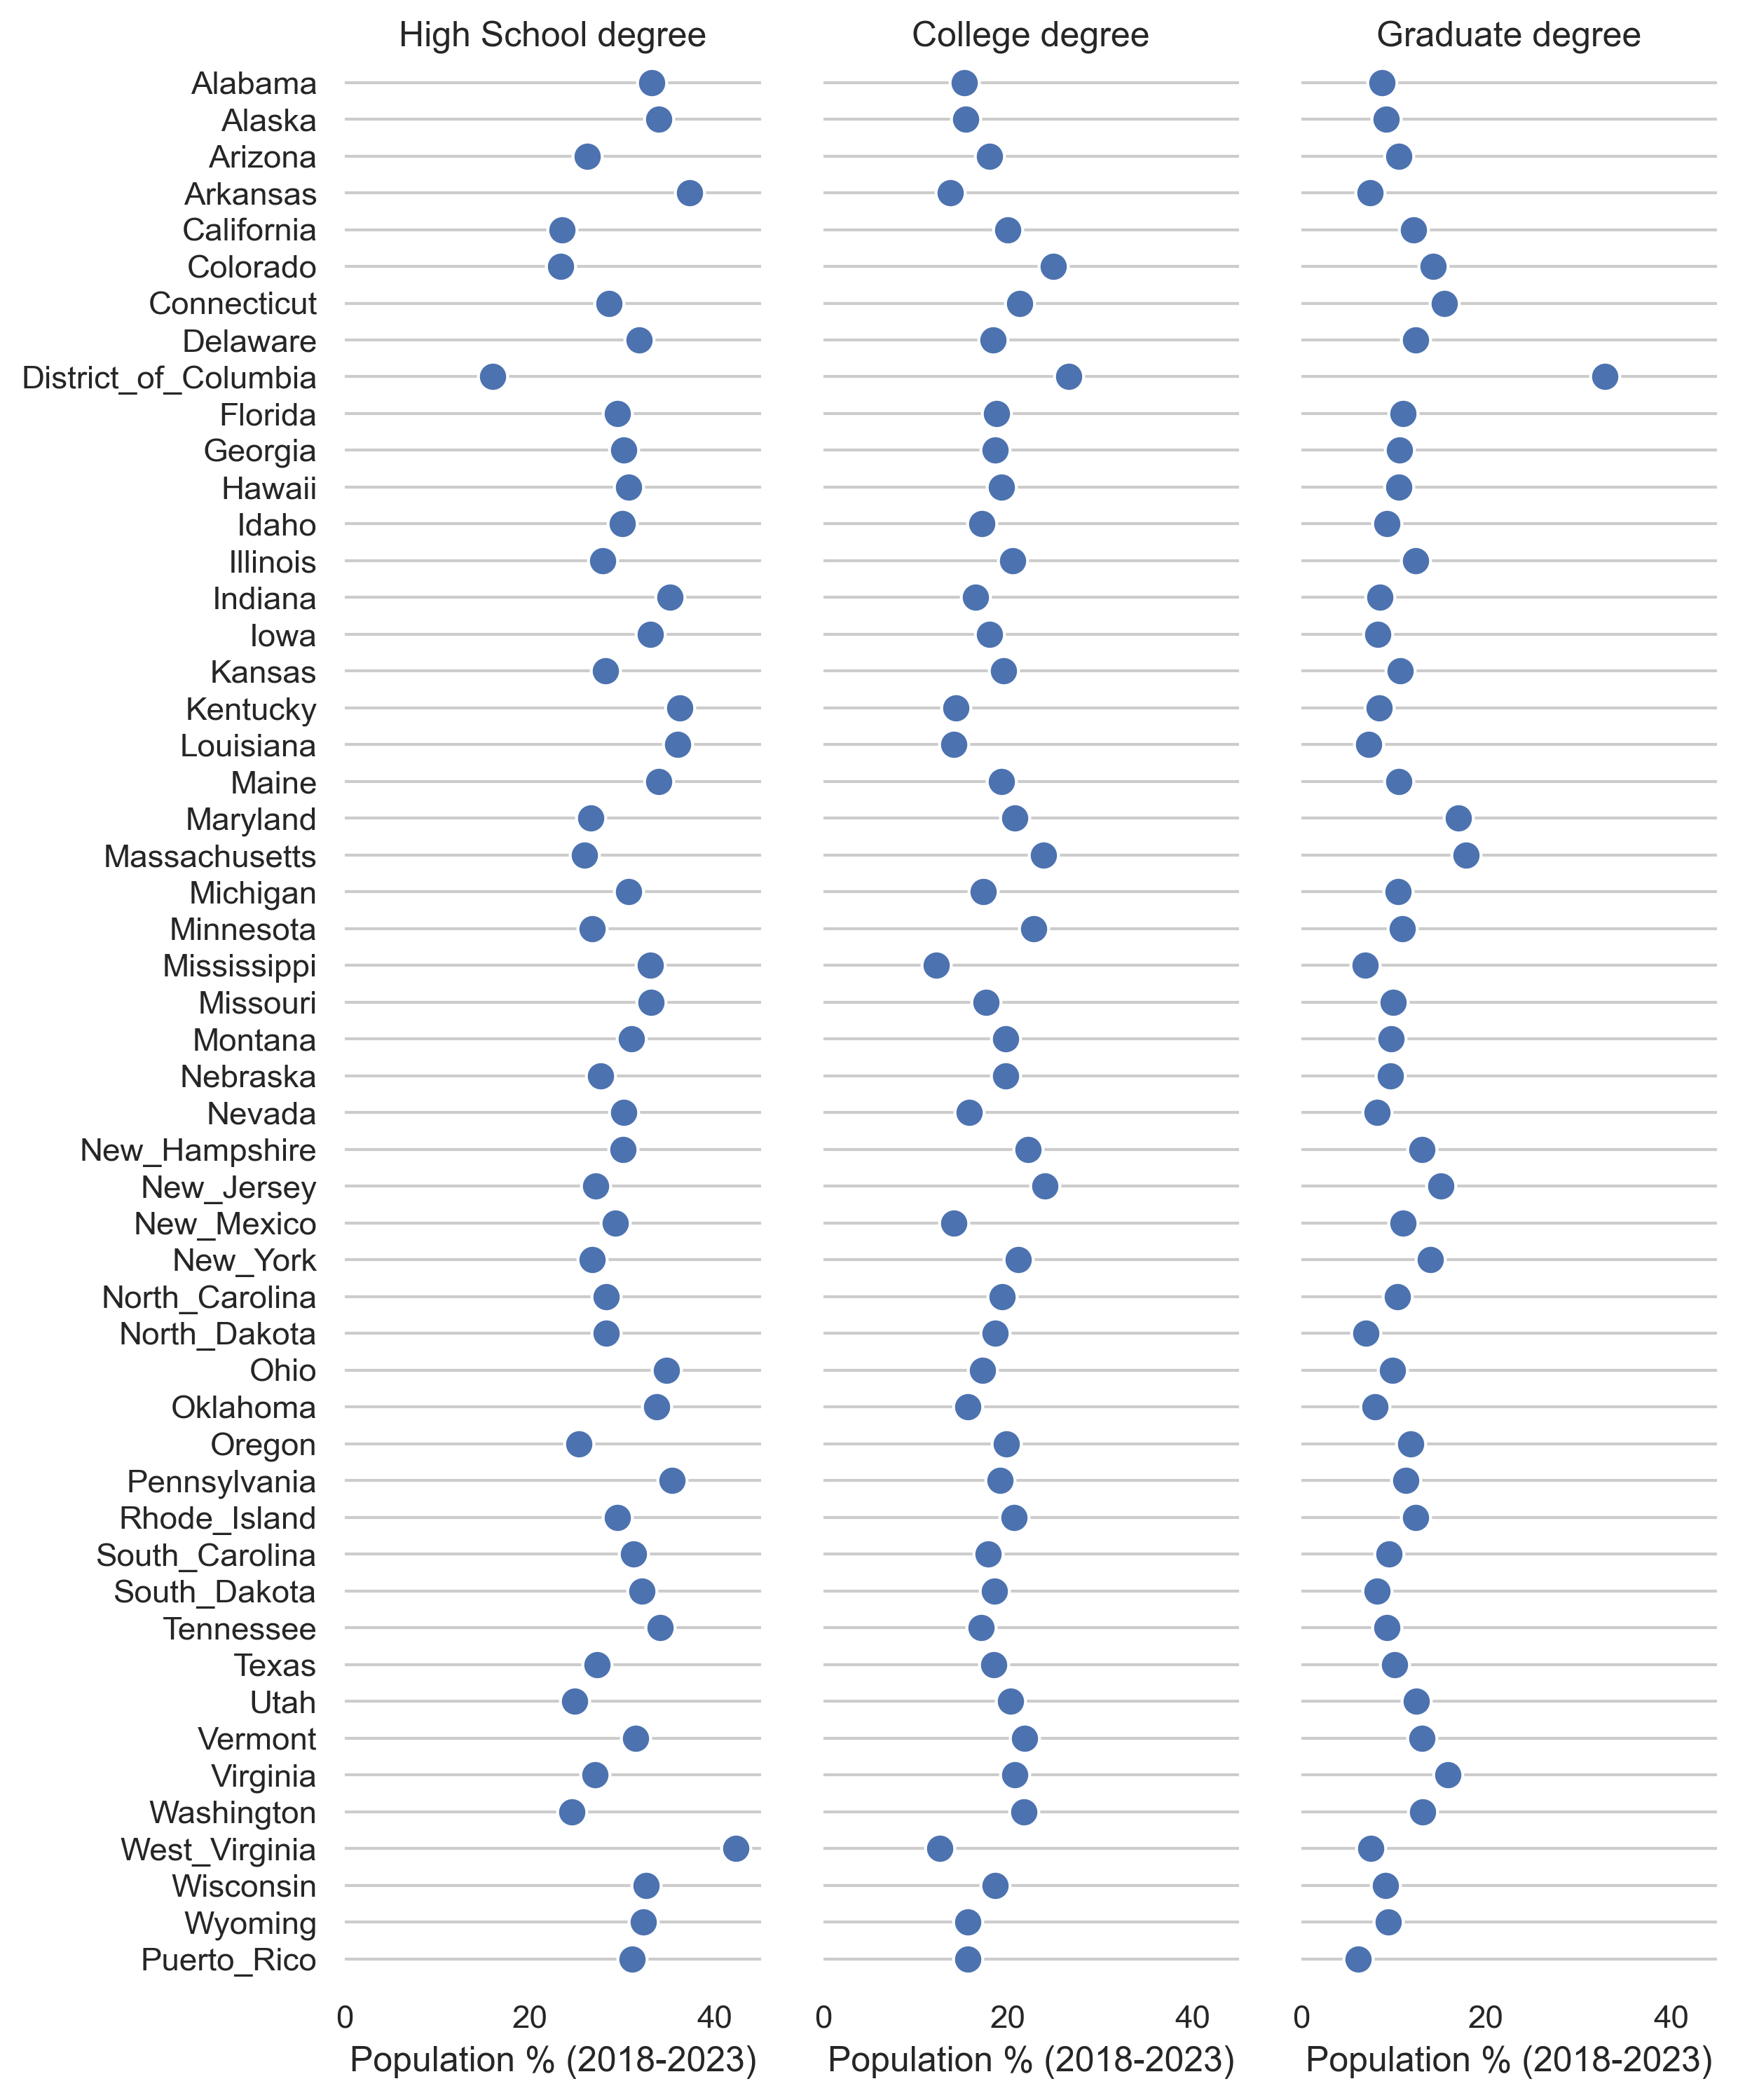 High School degree College degree Graduate degree
Alabama
Alaska
Arizona
Arkansas
California
Colorado
Connecticut
Delaware
District_of_Columbia
Florida
Georgia
Hawaii
Idaho
Illinois
Indiana
Iowa
Kansas
Kentucky
Louisiana
Maine
Maryland
Massachusetts
Michigan
Minnesota
Mississippi
Missouri
Montana
Nebraska
Nevada
New_Hampshire
New_Jersey
New_Mexico
New_York
North_Carolina
North_Dakota
Ohio
Oklahoma
Oregon
Pennsylvania
Rhode_Island
South_Carolina
South_Dakota
Tennessee
Texas
Utah
Vermont
Virginia
Washington
West_Virginia
Wisconsin
Wyoming
Puerto_Rico
0 20 40 0 20 40 0 20 40
Population % (2018-2023) Population % (2018-2023) Population % (2018-2023)